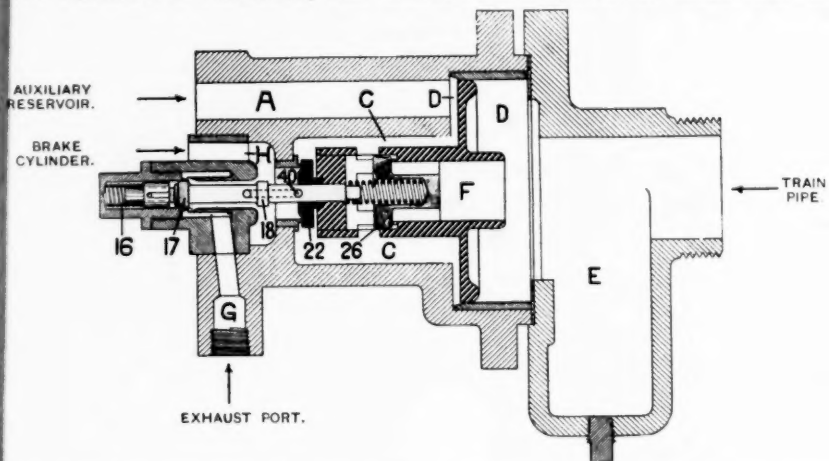 AUXILIARY
RESERVOIR.
A
C
D
D
BRAKE
CYLINDER.
H
40
a
F
TRAIN
PIPE.
16
17
18
22
26
C
E
G
EXHAUST PORT.